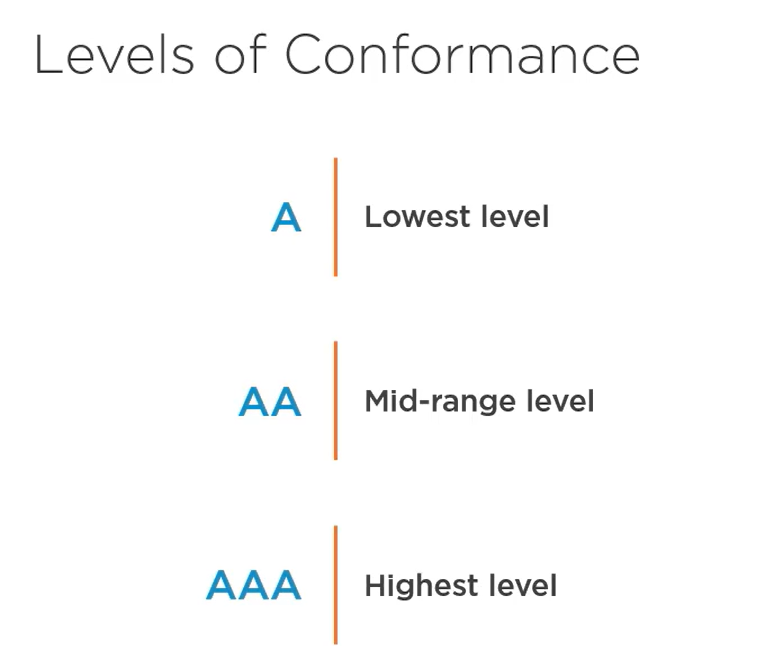 Levels of Conformance
A Lowest level
AA Mid-range level
AAA Highest level